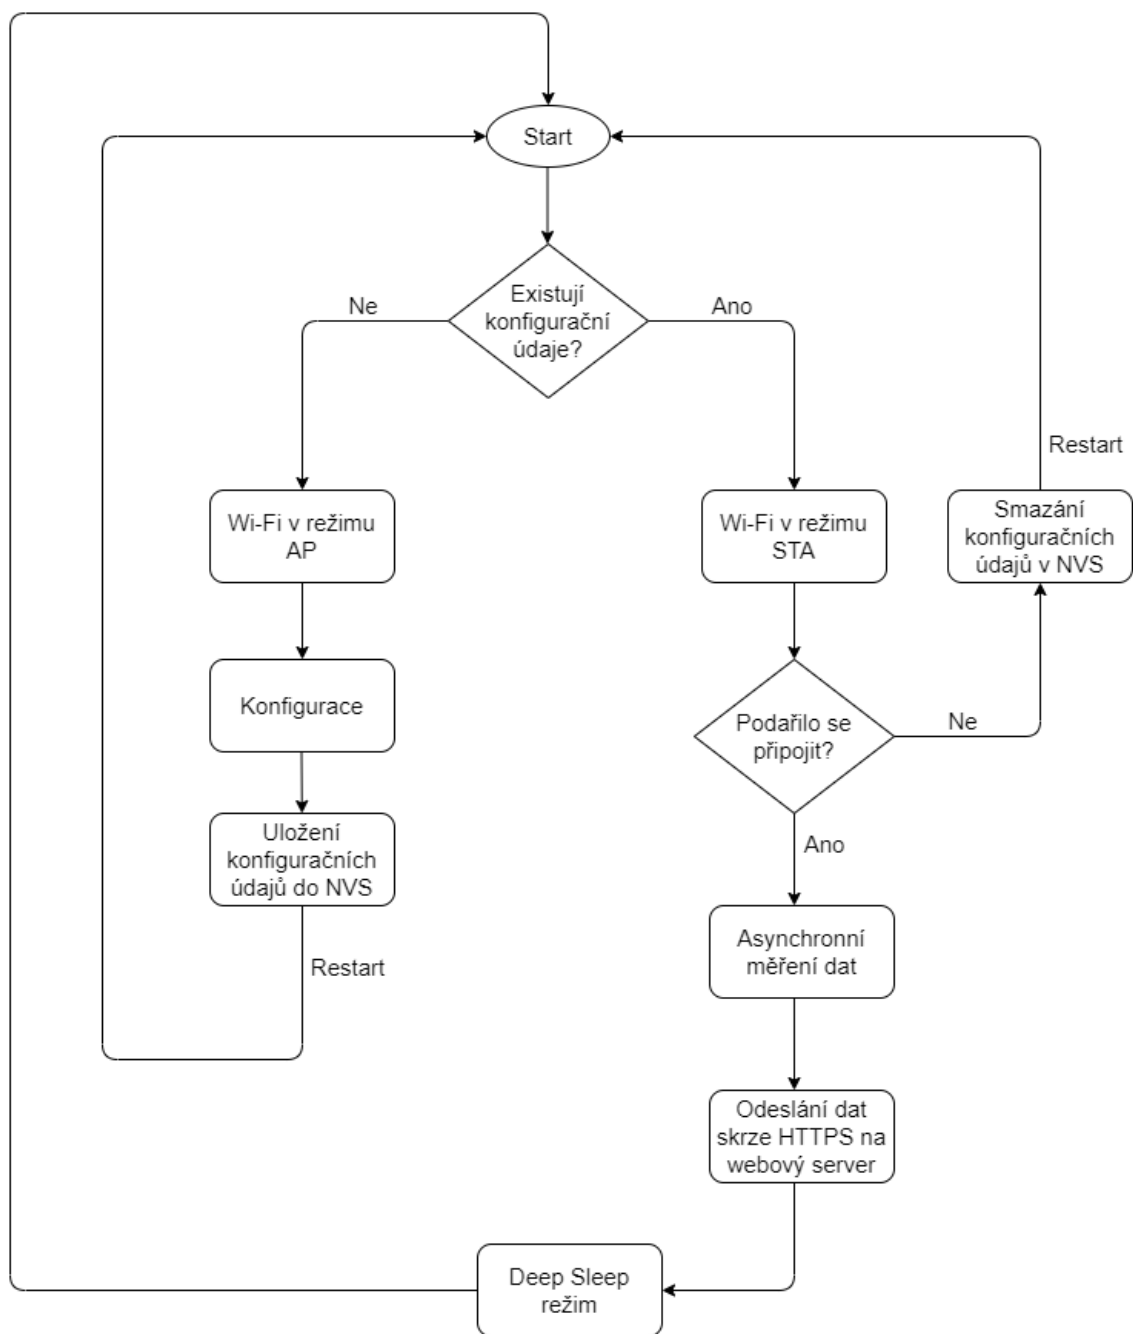 Start
Existují
konfigurační
údaje?
Ne
Ano
Restart
Wi-Fi v režimu
AP
Wi-Fi v režimu
STA
Smazání
konfiguračních
údajů v NVS
Konfigurace
Podařilo se
připojit?
Ne
Uložení
konfiguračních
údajů do NVS
Ano
Restart
Asynchronní
měření dat
Odeslání dat
skrze HTTPS na
webový server
Deep Sleep
režim